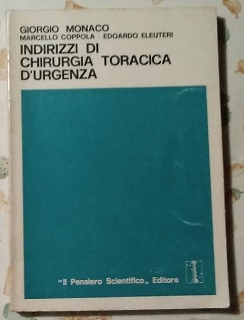 GIORGIO MONACO
MARCELLO COPPOLA - EDOARDO ELEUTERI
INDIRIZZI DI
CHIRURGIA TORACICA
D'URGENZA
"Il Pensiero Scientifico„ Editore